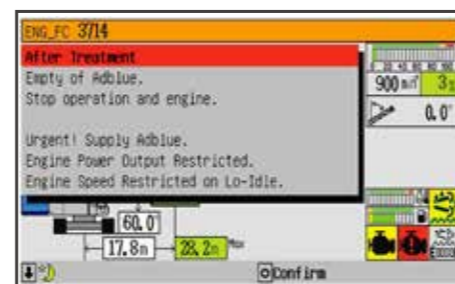 ENG_FC 3714
After Treatment
Empty of Adblue.
Stop operation and engine.
Urgent! Supply Adblue.
Engine Power Output Restricted.
Engine Speed Restricted on Lo-Idle.
900
0.0°
60.0
17.8m
28.2m
Confirm